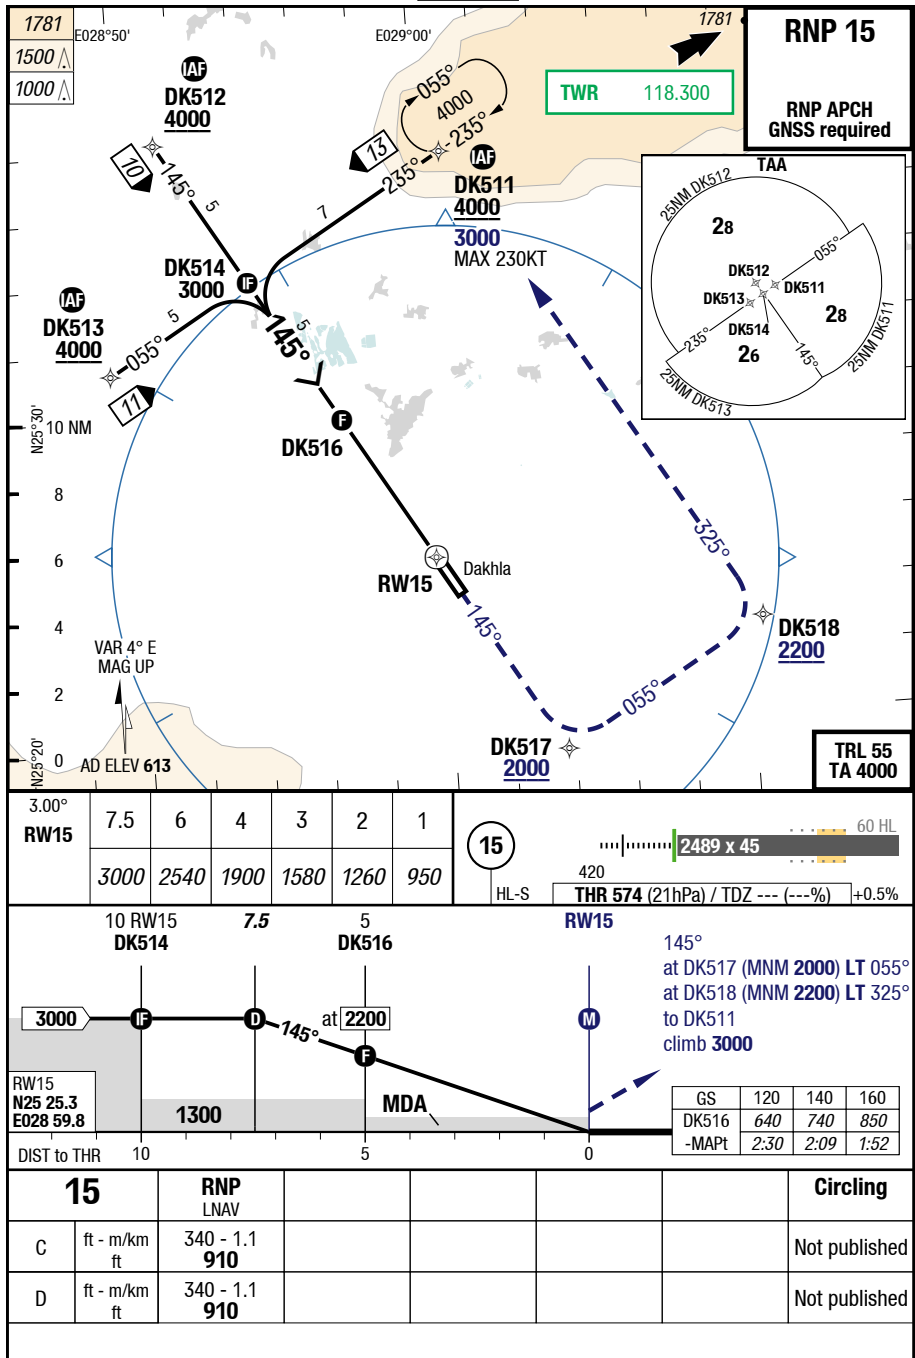 1781
1500
1000
E028°50'
E029°00'
1781
RNP 15
RNP APCH
GNSS required
TWR 118.300
IAF
DK512
4000
10
145°
5
055°
4000
235°
13
235°
7
IAF
DK511
4000
3000
MAX 230KT
DK514
3000
IF
IAF
DK513
4000
5
055°
11
5
145°
F
DK516
TAA
25NM DK512
28
055°
DK512
DK511
DK513
DK514
28
235°
26
145°
25NM DK511
25NM DK513
N25°30'
10 NM
8
6
4
2
0
N25°20'
RW15
Dakhla
145°
325°
DK518
2200
055°
DK517
2000
VAR 4° E
MAG UP
AD ELEV 613
TRL 55
TA 4000
3.00°
RW15
7.5 6 4 3 2 1
3000 2540 1900 1580 1260 950
15
HL-S
60 HL
2489 x 45
420
THR 574 (21hPa) / TDZ --- (---%)
+0.5%
10 RW15 7.5 5 RW15
DK514 DK516
145°
at DK517 (MNM 2000) LT 055°
at DK518 (MNM 2200) LT 325°
to DK511
climb 3000
3000
IF
D
145°
at 2200
F
M
RW15
N25 25.3
E028 59.8
1300
MDA
GS 120 140 160
DK516 640 740 850
-MAPt 2:30 2:09 1:52
DIST to THR 10 5 0
15 RNP Circling
LNAV
C ft - m/km 340 - 1.1 Not published
ft 910
D ft - m/km 340 - 1.1 Not published
ft 910